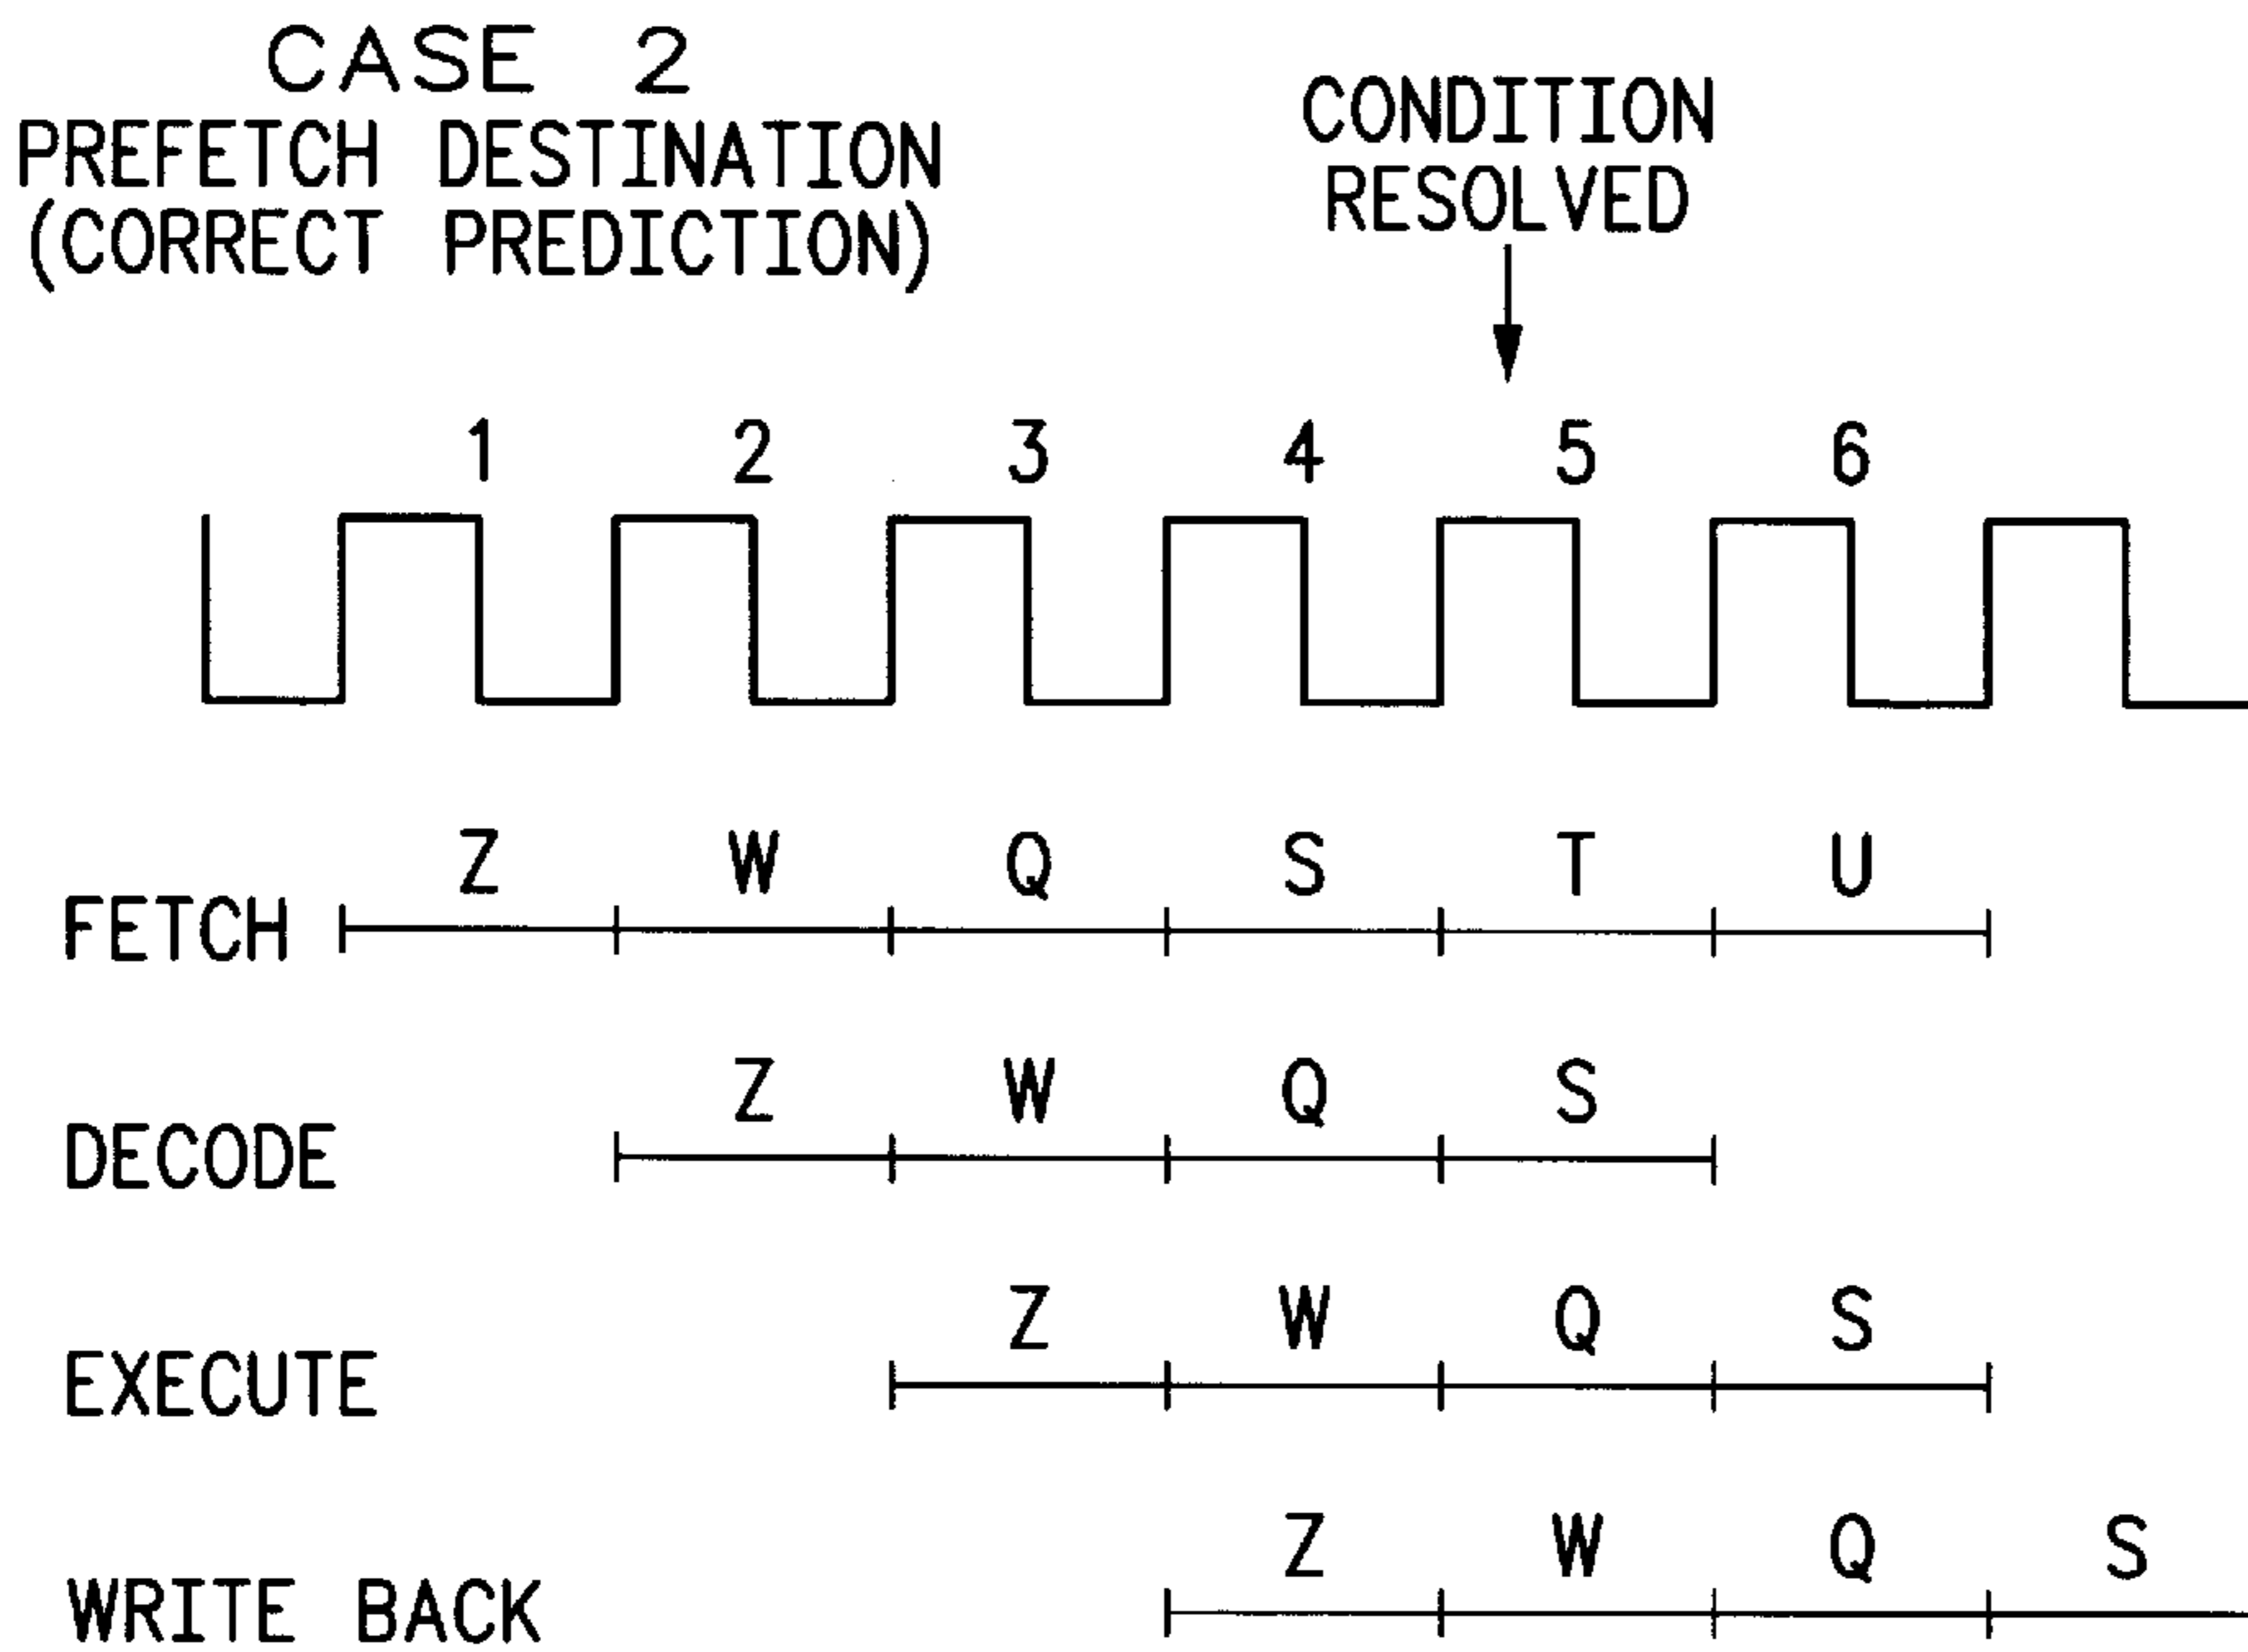 CASE 2
PREFETCH DESTINATION
(CORRECT PREDICTION)
CONDITION
RESOLVED
1 2 3 4 5 6
Z W Q S T U
FETCH
Z W Q S
DECODE
Z W Q S
EXECUTE
Z W Q S
WRITE BACK